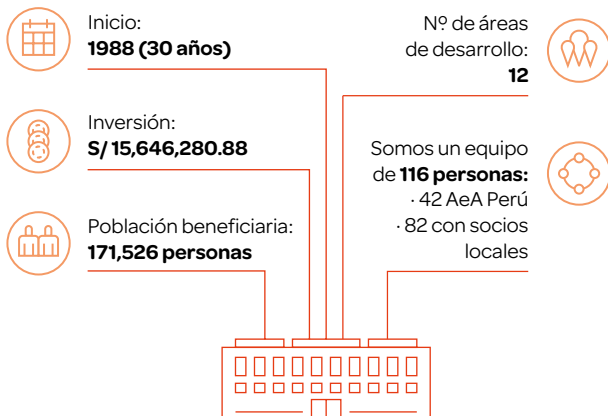 Inicio:
1988 (30 años)
Inversión:
S/ 15,646,280.88
Población beneficiaria:
171,526 personas
Nº de áreas
de desarrollo:
12
Somos un equipo
de 116 personas:
· 42 AeA Perú
· 82 con socios
locales